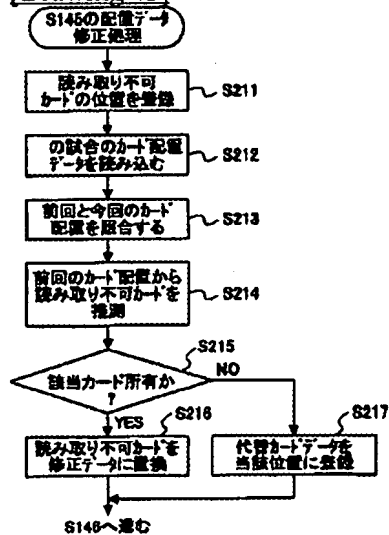 S145の配置データ
修正処理
読み取り不可
カードの位置を登録
S211
の試合のカード配置
データを読み込む
S212
前回と今回のカード
配置を照合する
S213
前回のカード配置から
読み取り不可カードを
推測
S214
S215
該当カード所有か
?
NO
YES
S216
読み取り不可カードを
修正データに置換
S217
代替カードデータを
当該位置に登録
S146へ進む